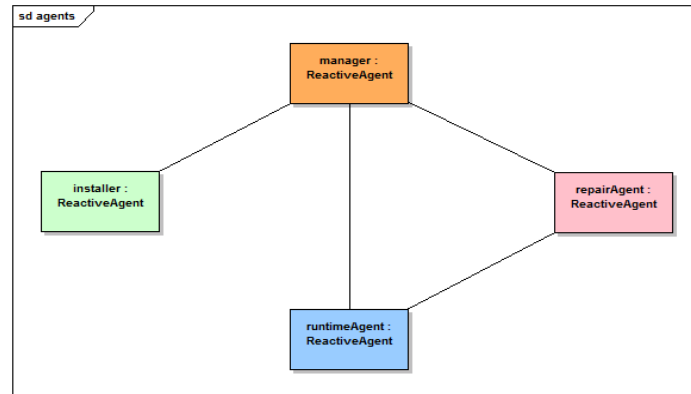 sd agents
manager :
ReactiveAgent
installer :
ReactiveAgent
repairAgent :
ReactiveAgent
runtimeAgent :
ReactiveAgent